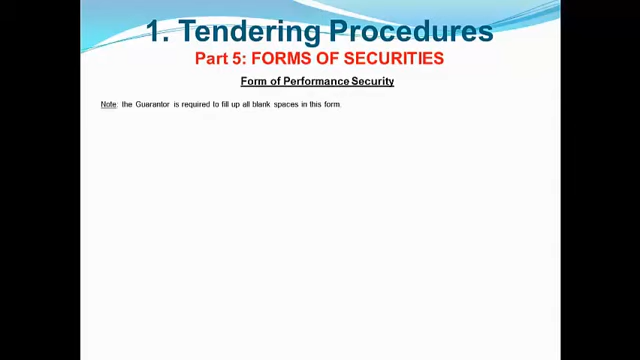 1. Tendering Procedures
Part 5: FORMS OF SECURITIES
Form of Performance Security
Note: the Guarantor is required to fill up all blank spaces in this form.